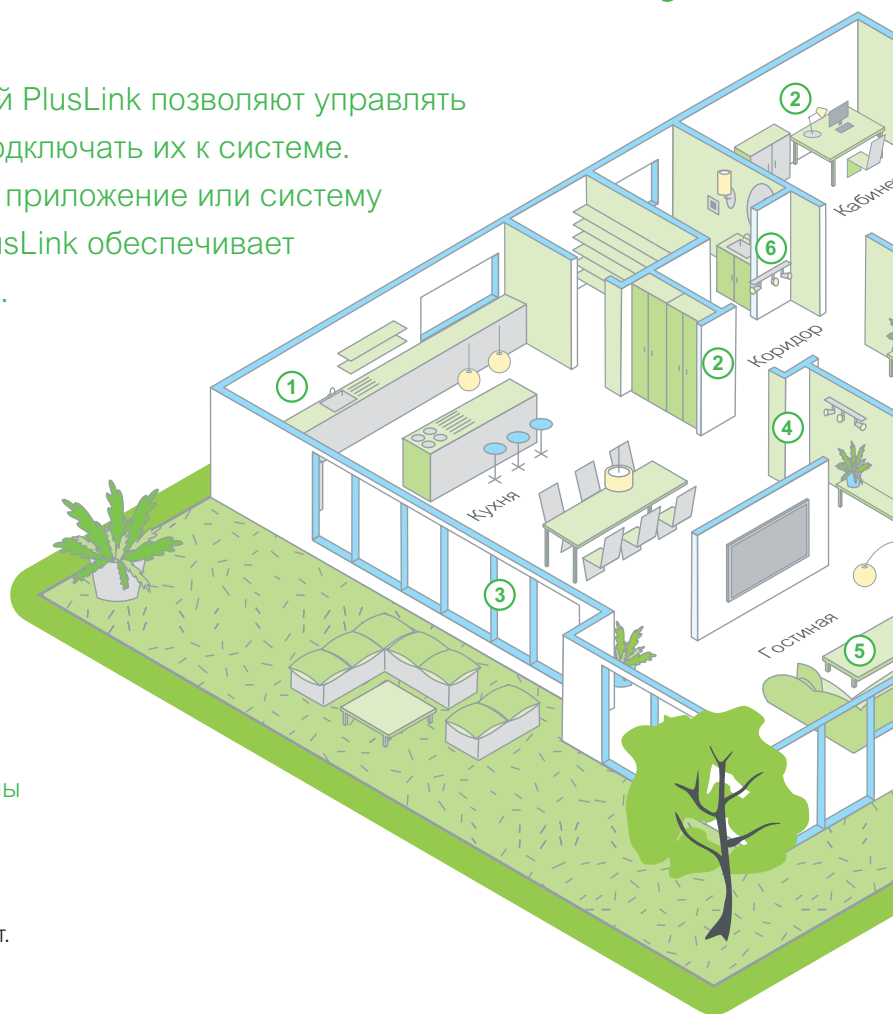 й PlusLink позволяют управлять
одключать их к системе.
приложение или систему
usLink обеспечивает
.
2
Кабине
6
Коридор
2
1
4
Кухня
3
Гостиная
5
ны
т.